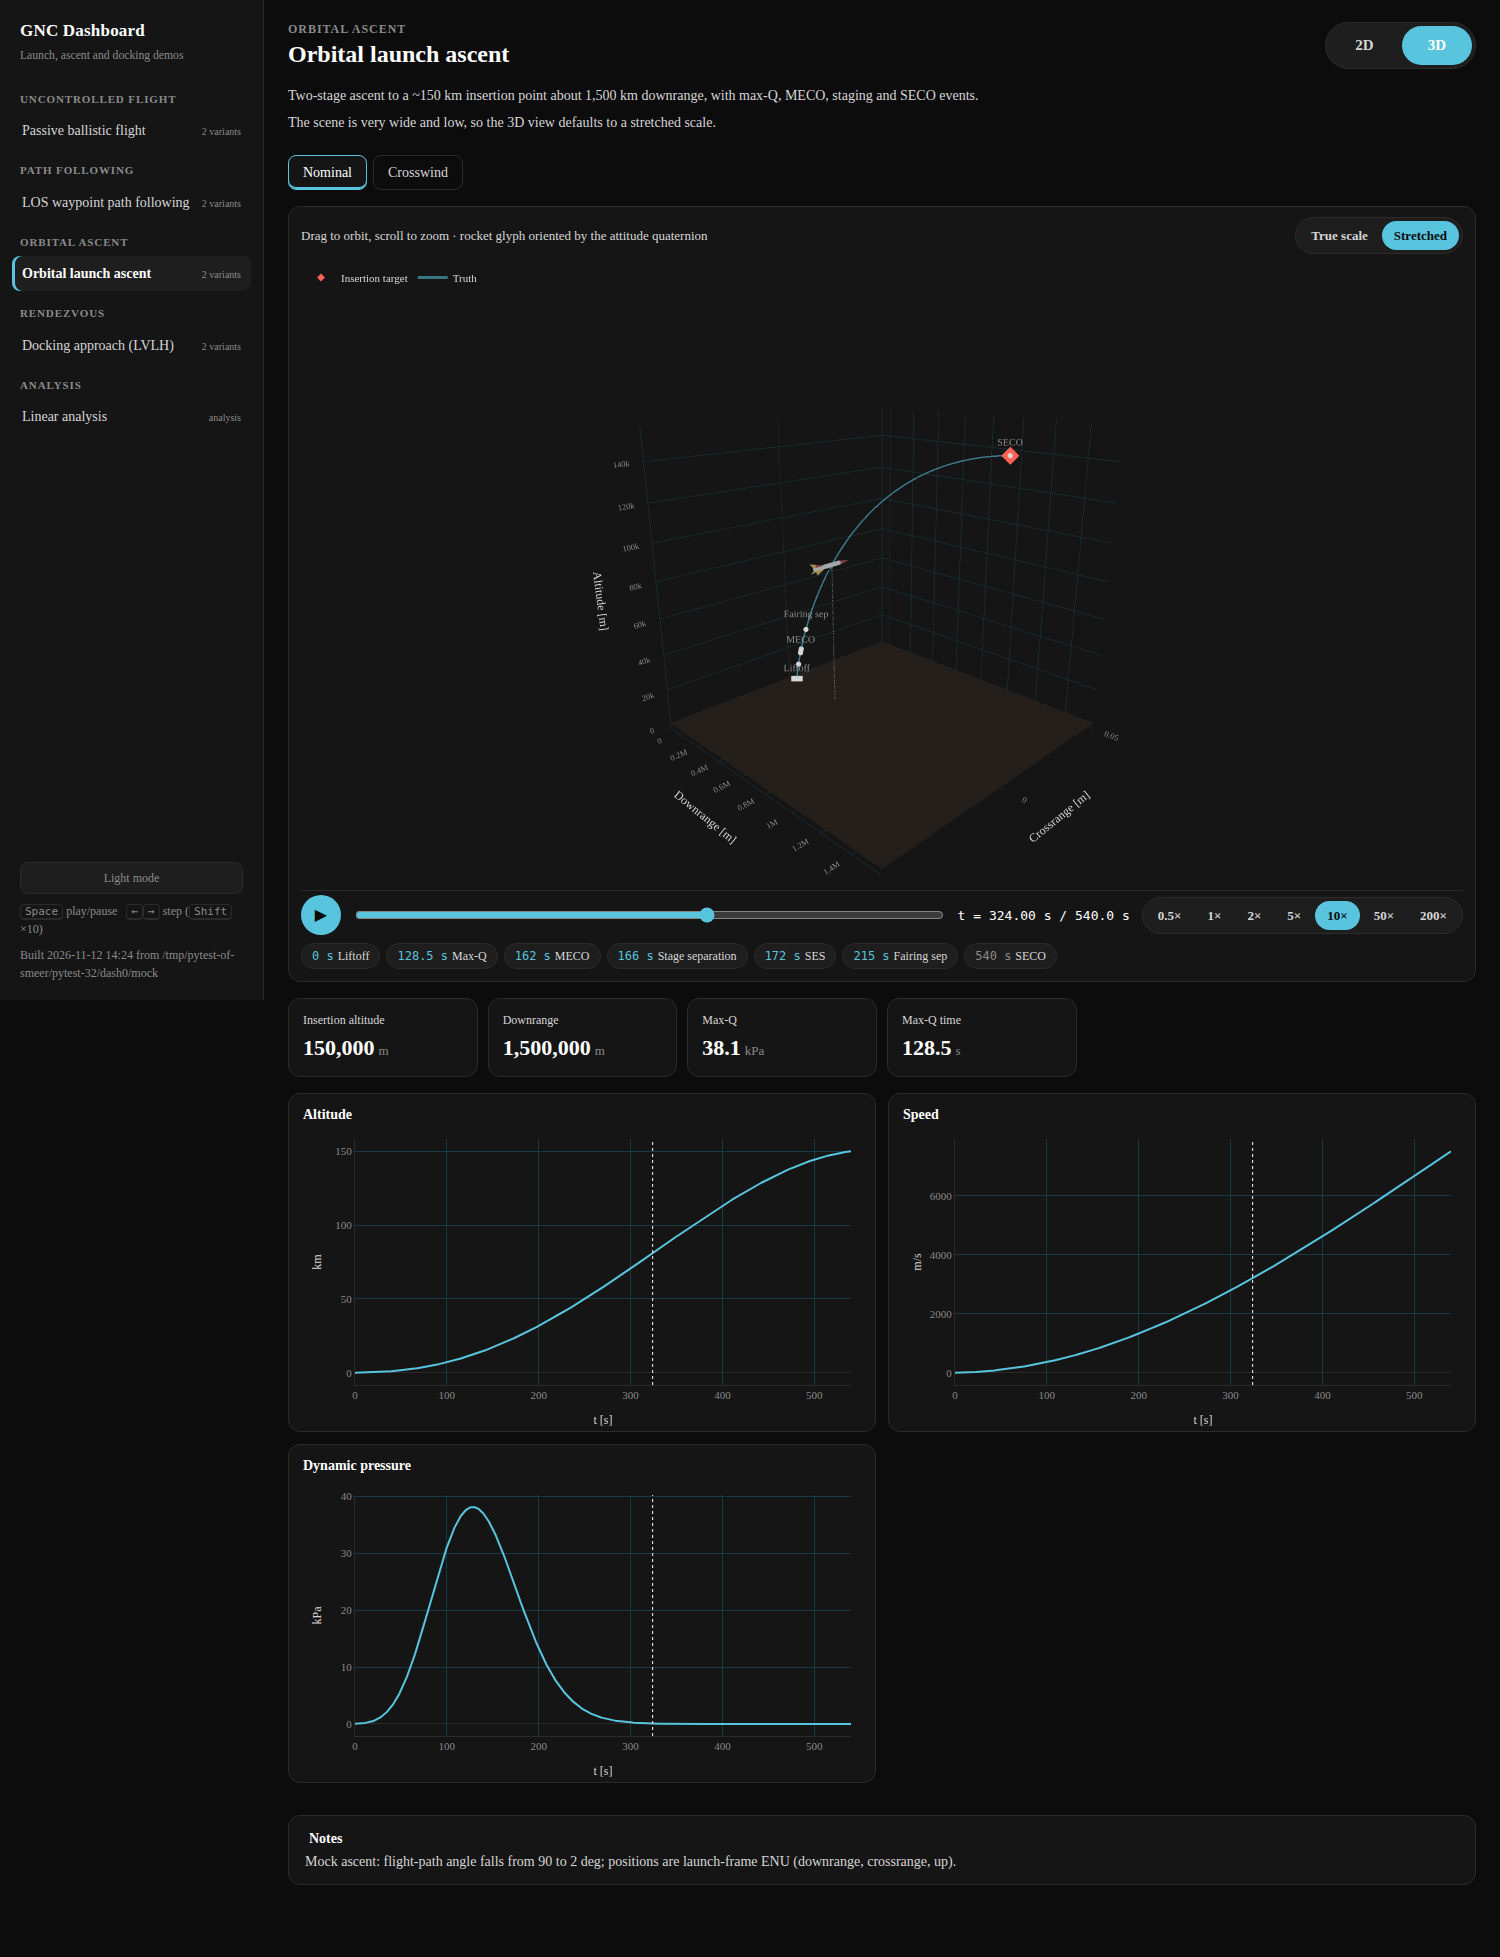 GNC Dashboard
Launch, ascent and docking demos
UNCONTROLLED FLIGHT
Passive ballistic flight 2 variants
PATH FOLLOWING
LOS waypoint path following 2 variants
ORBITAL ASCENT
Orbital launch ascent 2 variants
RENDEZVOUS
Docking approach (LVLH) 2 variants
ANALYSIS
Linear analysis analysis
Light mode
Space play/pause ← → step (Shift
×10)
Built 2026-11-12 14:24 from /tmp/pytest-of-
smeer/pytest-32/dash0/mock
ORBITAL ASCENT
Orbital launch ascent
2D 3D
Two-stage ascent to a ~150 km insertion point about 1,500 km downrange, with max-Q, MECO, staging and SECO events.
The scene is very wide and low, so the 3D view defaults to a stretched scale.
Nominal Crosswind
Drag to orbit, scroll to zoom · rocket glyph oriented by the attitude quaternion
True scale Stretched
Insertion target Truth
SECO
140k
120k
100k
80k
60k
40k
20k
0
Altitude [m]
Fairing sep
MECO
Liftoff
0
0.2M
0.4M
0.6M
0.8M
1M
1.2M
1.4M
Downrange [m]
0.05
0
Crossrange [m]
▶ t = 324.00 s / 540.0 s 0.5× 1× 2× 5× 10× 50× 200×
0 s Liftoff 128.5 s Max-Q 162 s MECO 166 s Stage separation 172 s SES 215 s Fairing sep 540 s SECO
Insertion altitude
150,000 m
Downrange
1,500,000 m
Max-Q
38.1 kPa
Max-Q time
128.5 s
Altitude
150
100
50
0
km
0 100 200 300 400 500
t [s]
Speed
6000
4000
2000
0
m/s
0 100 200 300 400 500
t [s]
Dynamic pressure
40
30
20
10
0
kPa
0 100 200 300 400 500
t [s]
Notes
Mock ascent: flight-path angle falls from 90 to 2 deg; positions are launch-frame ENU (downrange, crossrange, up).